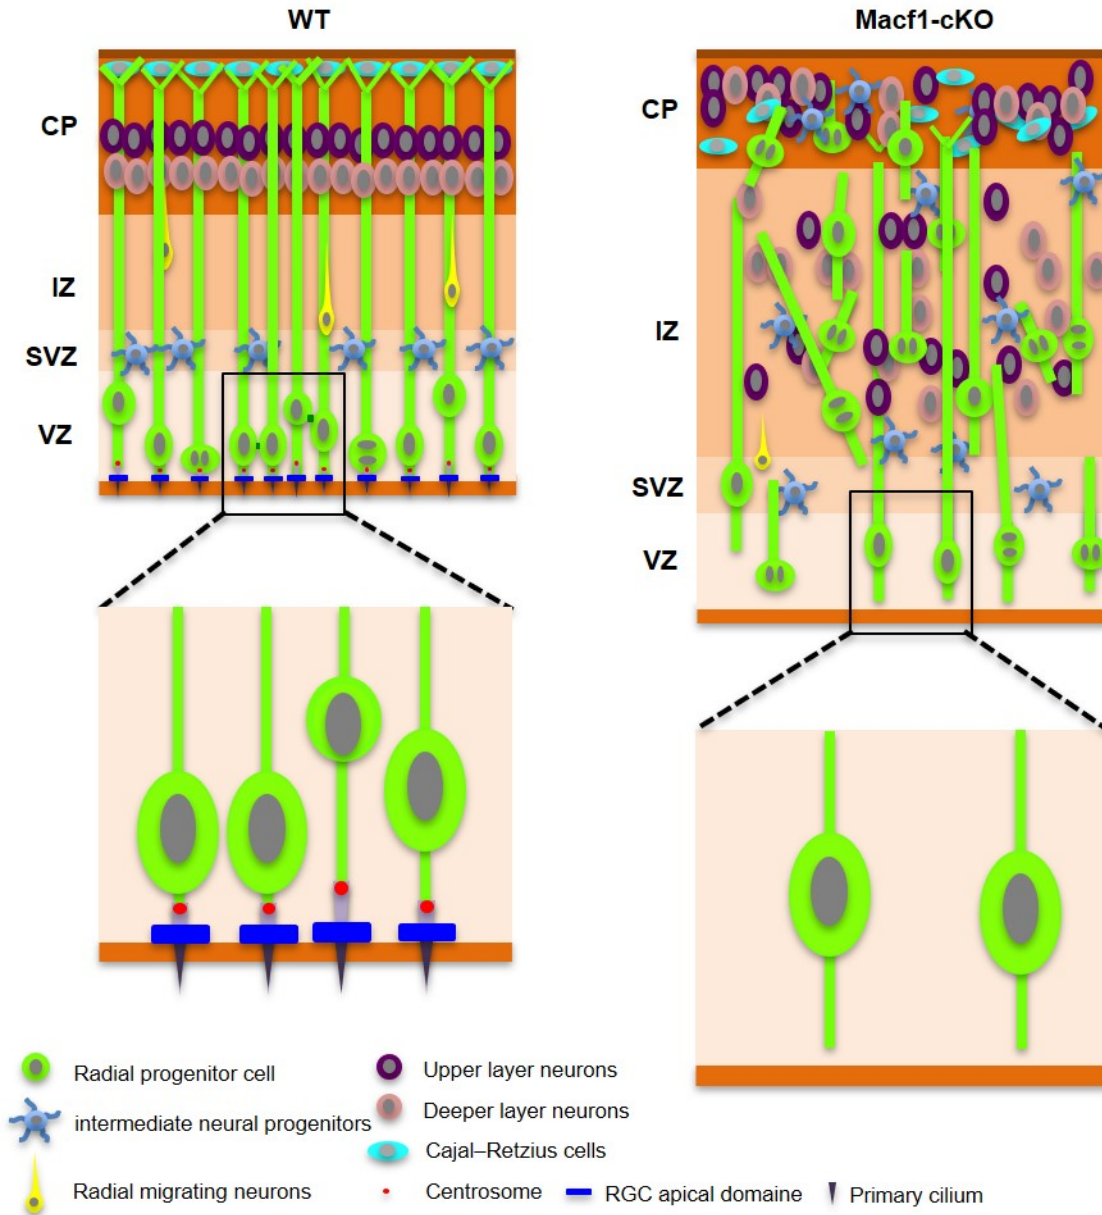 WT
Macf1-cKO
CP
IZ
SVZ
VZ
CP
IZ
SVZ
VZ
Radial progenitor cell
intermediate neural progenitors
Radial migrating neurons
Upper layer neurons
Deeper layer neurons
Cajal–Retzius cells
Centrosome
RGC apical domaine
Primary cilium